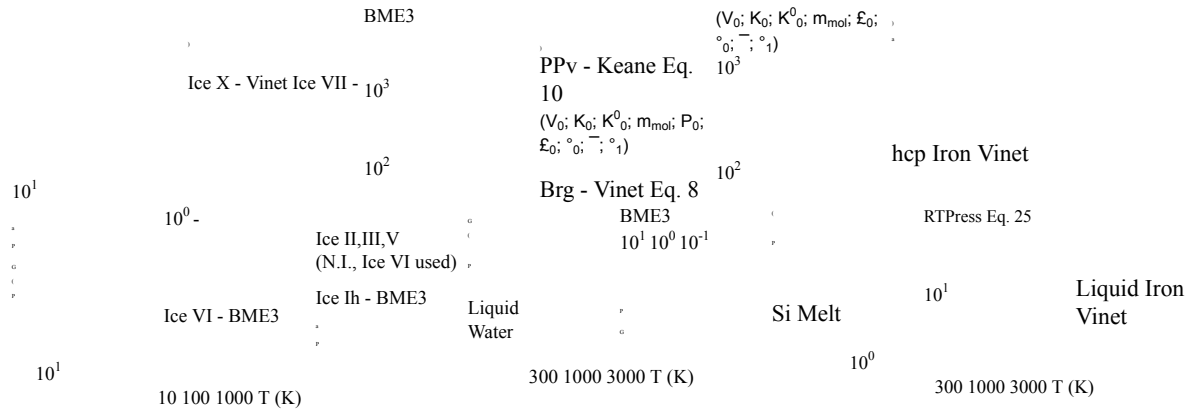 BME3
(V₀; K₀; K⁰₀; mₘₒₗ; £₀;
°₀; ¯; °₁)
)
)
)
a
PPv - Keane Eq.
10
10³
Ice X - Vinet Ice VII - 10³
(V₀; K₀; K⁰₀; mₘₒₗ; P₀;
£₀; °₀; ¯; °₁)
hcp Iron Vinet
10²
10²
10¹
Brg - Vinet Eq. 8
10⁰ -
BME3
10¹ 10⁰ 10⁻¹
RTPress Eq. 25
a
P
G
(
P
Ice II,III,V
(N.I., Ice VI used)
G
(
P
(
P
Ice Ih - BME3
10¹
Liquid Iron
Vinet
Ice VI - BME3
a
P
Liquid
Water
P
G
Si Melt
10¹
10⁰
10 100 1000 T (K)
300 1000 3000 T (K)
300 1000 3000 T (K)